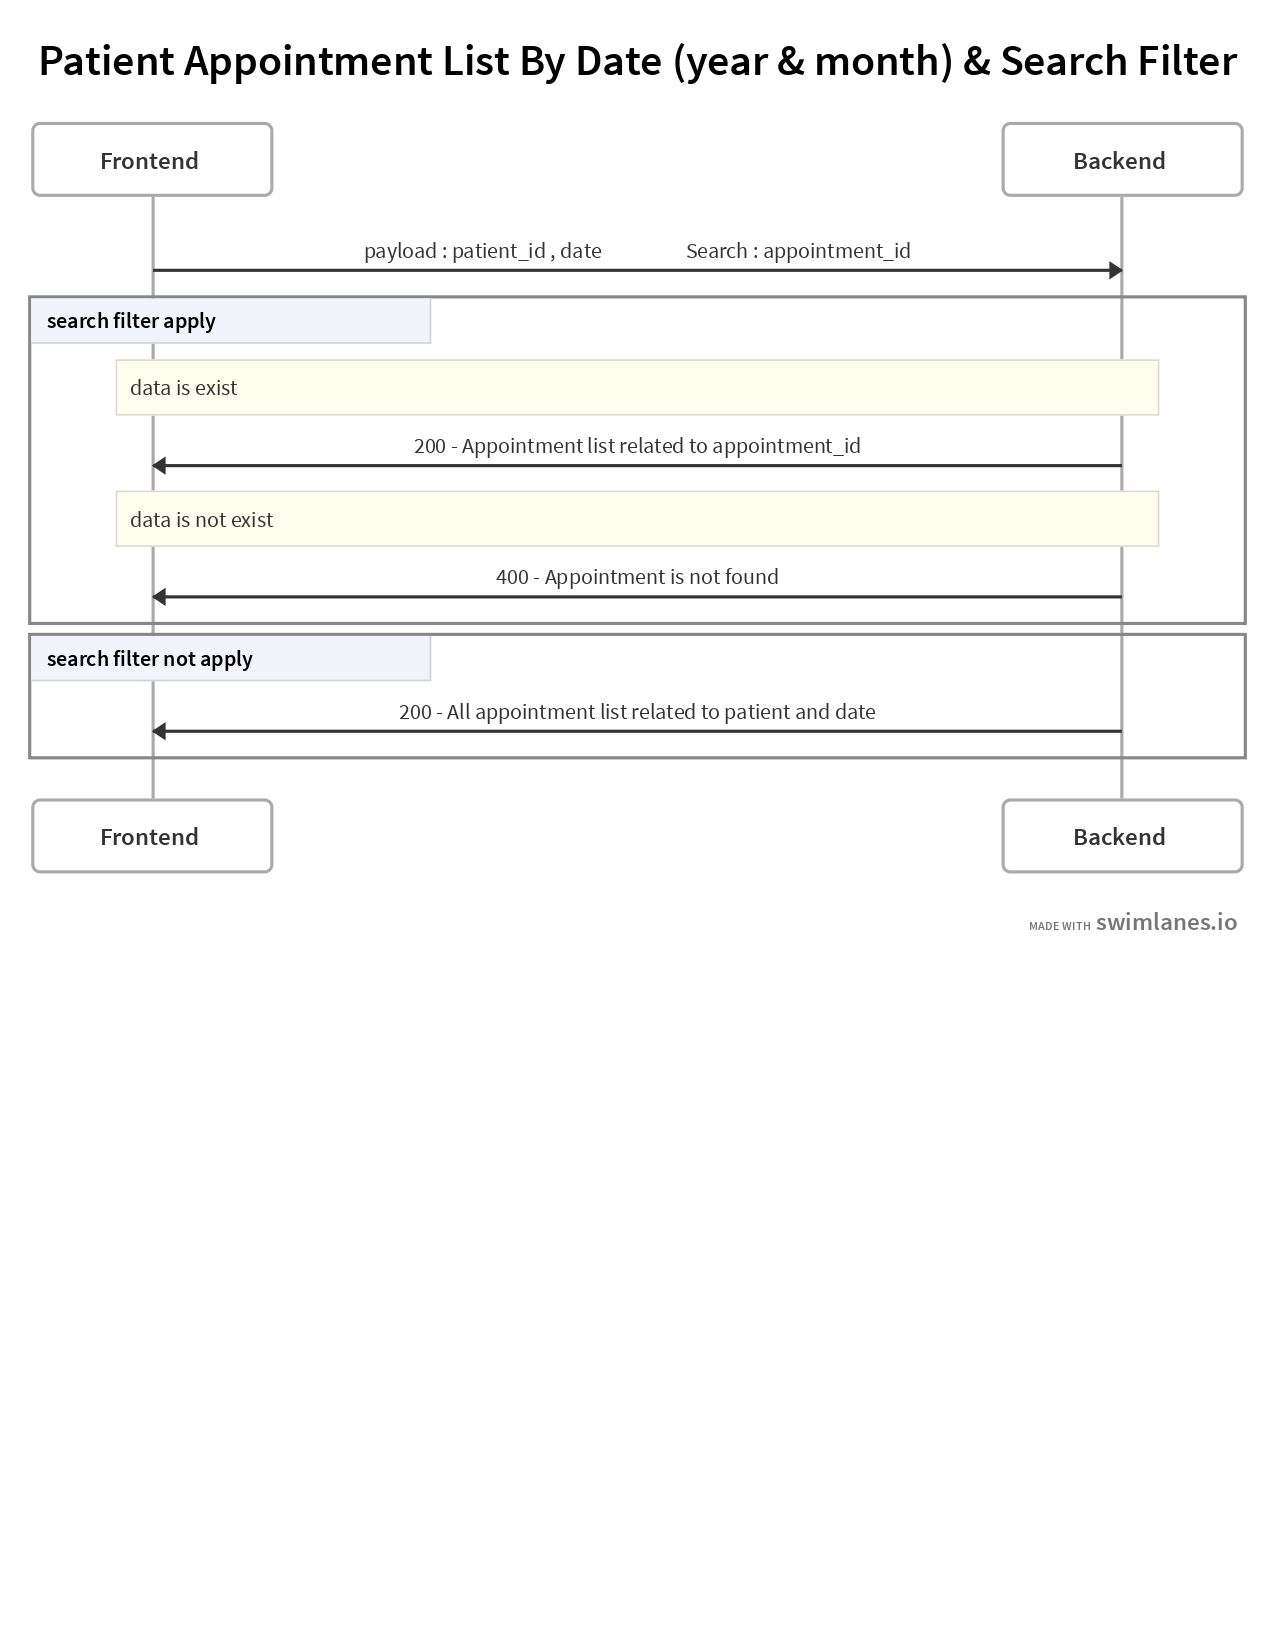 Patient Appointment List By Date (year & month) & Search Filter
Frontend
Backend
payload : patient_id , date Search : appointment_id
search filter apply
data is exist
200 - Appointment list related to appointment_id
data is not exist
400 - Appointment is not found
search filter not apply
200 - All appointment list related to patient and date
Frontend
Backend
MADE WITH swimlanes.io